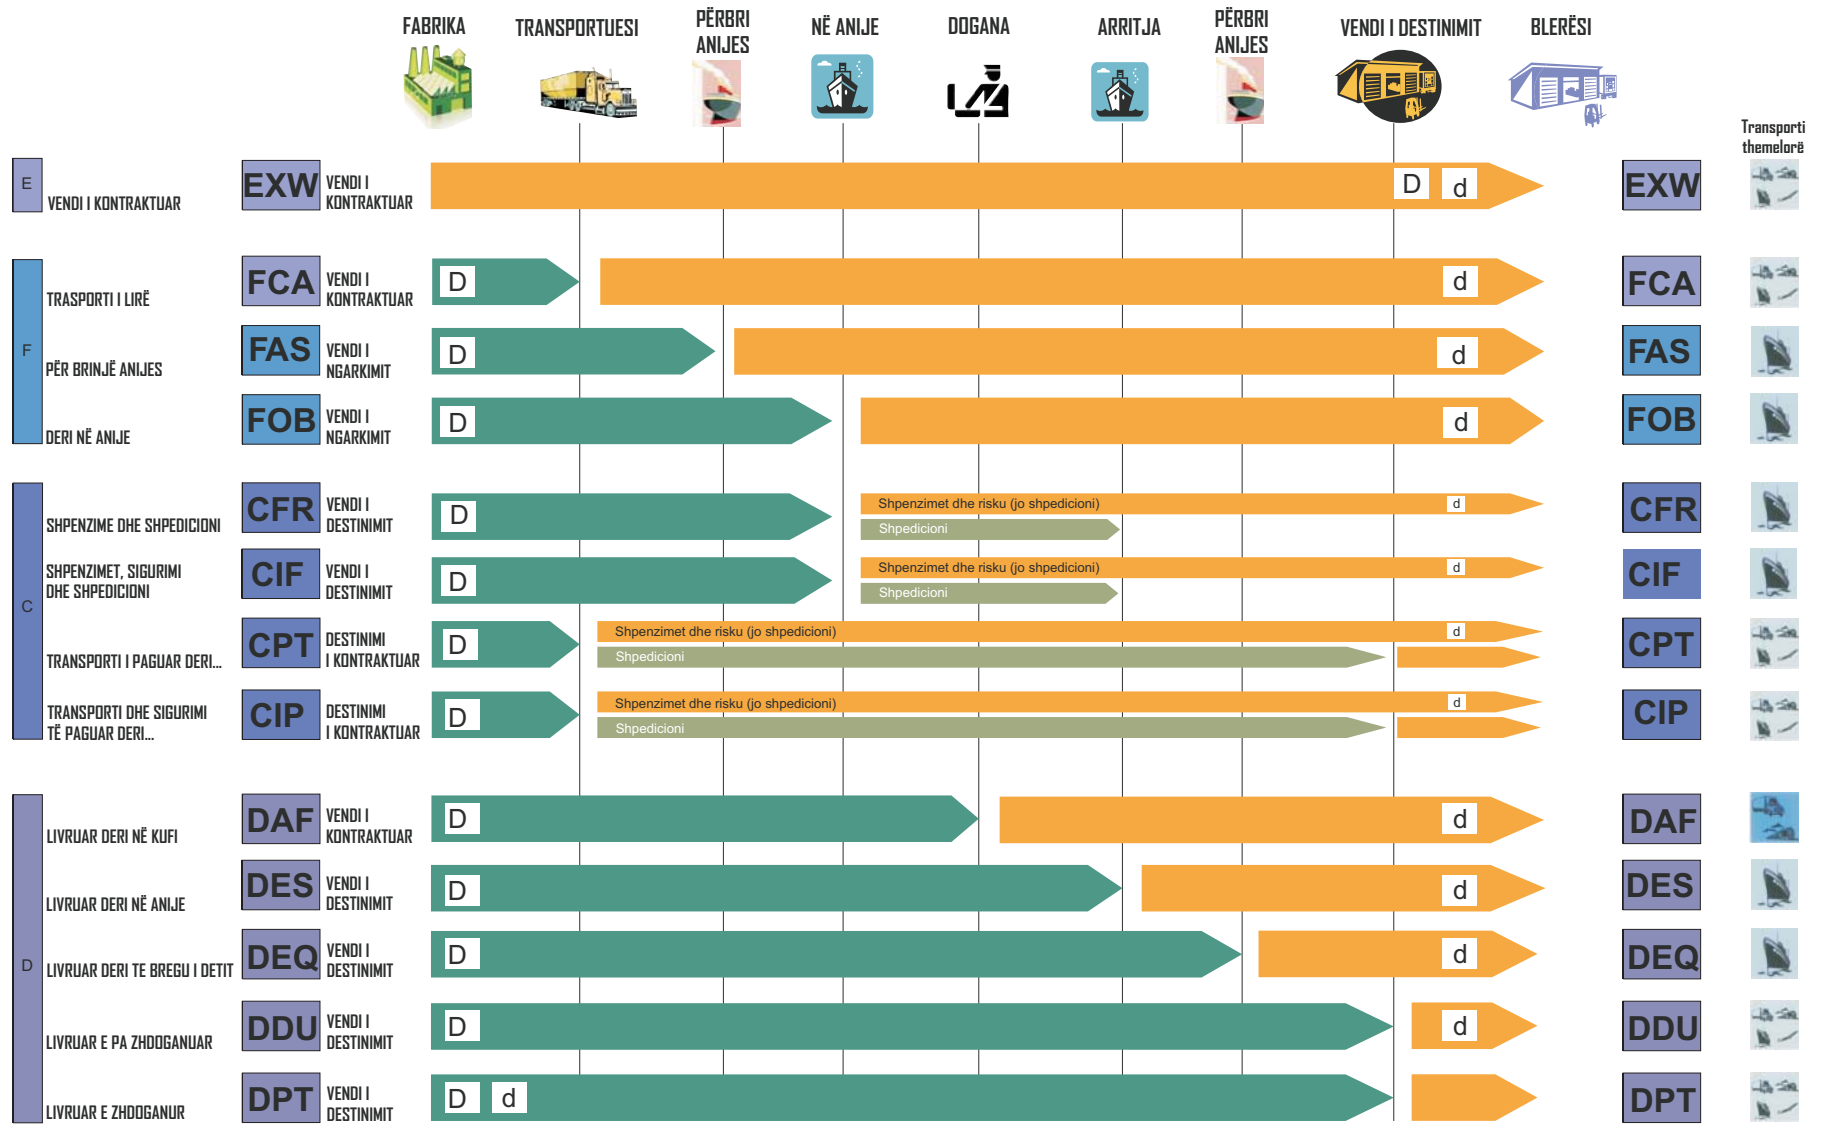 FABRIKA
TRANSPORTUESI
PËRBRI
ANIJES
NË ANIJE
DOGANA
ARRITJA
PËRBRI
ANIJES
VENDI I DESTINIMIT
BLERËSI
Transporti
themelorë
E
VENDI I KONTRAKTUAR
EXW
VENDI I
KONTRAKTUAR
D
d
EXW
F
TRASPORTI I LIRË
FCA
VENDI I
KONTRAKTUAR
D
d
FCA
PËR BRINJË ANIJES
FAS
VENDI I
NGARKIMIT
D
d
FAS
DERI NË ANIJE
FOB
VENDI I
NGARKIMIT
D
d
FOB
C
SHPENZIME DHE SHPEDICIONI
CFR
VENDI I
DESTINIMIT
D
Shpenzimet dhe risku (jo shpedicioni)
d
Shpedicioni
CFR
SHPENZIMET, SIGURIMI
DHE SHPEDICIONI
CIF
VENDI I
DESTINIMIT
D
Shpenzimet dhe risku (jo shpedicioni)
d
Shpedicioni
CIF
TRANSPORTI I PAGUAR DERI...
CPT
DESTINIMI
I KONTRAKTUAR
D
Shpenzimet dhe risku (jo shpedicioni)
d
Shpedicioni
CPT
TRANSPORTI DHE SIGURIMI
TË PAGUAR DERI...
CIP
DESTINIMI
I KONTRAKTUAR
D
Shpenzimet dhe risku (jo shpedicioni)
d
Shpedicioni
CIP
D
LIVRUAR DERI NË KUFI
DAF
VENDI I
KONTRAKTUAR
D
d
DAF
LIVRUAR DERI NË ANIJE
DES
VENDI I
DESTINIMIT
D
d
DES
LIVRUAR DERI TE BREGU I DETIT
DEQ
VENDI I
DESTINIMIT
D
d
DEQ
LIVRUAR E PA ZHDOGANUAR
DDU
VENDI I
DESTINIMIT
D
d
DDU
LIVRUAR E ZHDOGANUR
DPT
VENDI I
DESTINIMIT
D
d
DPT